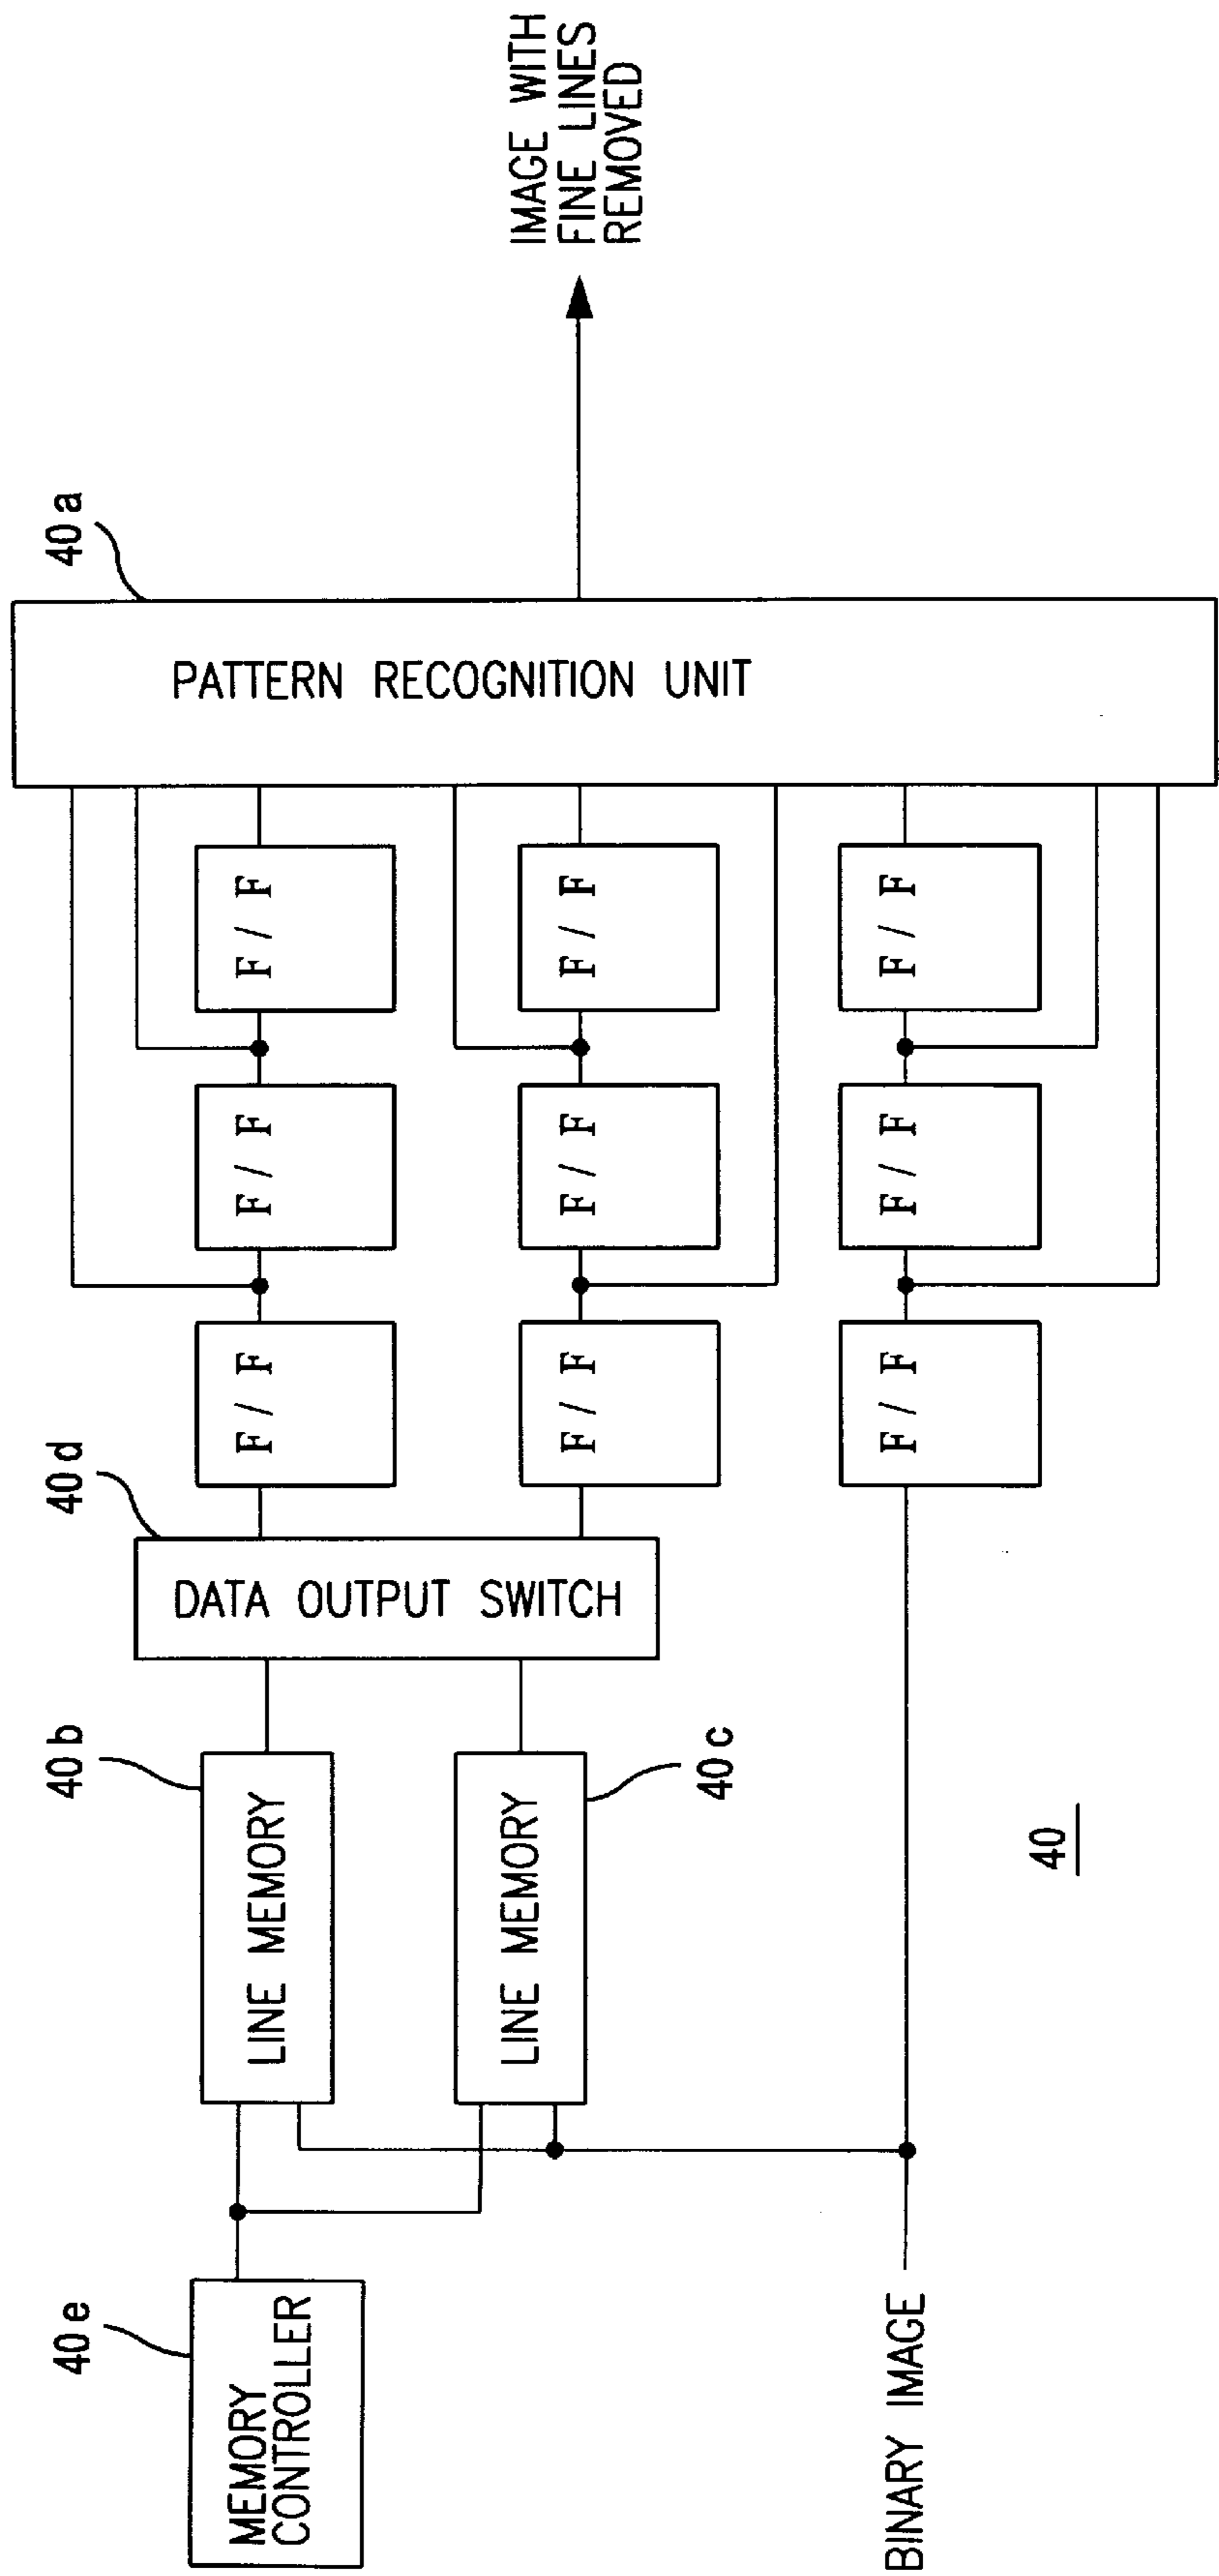 40e
MEMORY
CONTROLLER
BINARY IMAGE
40b
LINE MEMORY
LINE MEMORY
40c
40
40d
DATA OUTPUT SWITCH
F/F
F/F
F/F
F/F
F/F
F/F
F/F
F/F
F/F
40a
PATTERN RECOGNITION UNIT
IMAGE WITH
FINE LINES
REMOVED